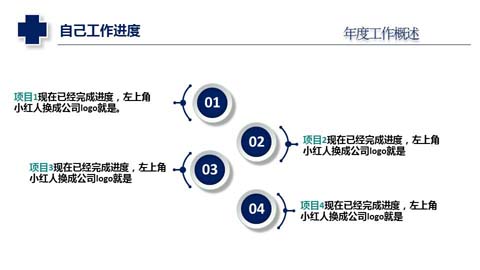 自己工作进度
年度工作概述
项目1现在已经完成进度，左上角
小红人换成公司logo就是。
01
02
项目2现在已经完成进度，左上角
小红人换成公司logo就是
项目3现在已经完成进度，左上角
小红人换成公司logo就是
03
04
项目4现在已经完成进度，左上角
小红人换成公司logo就是